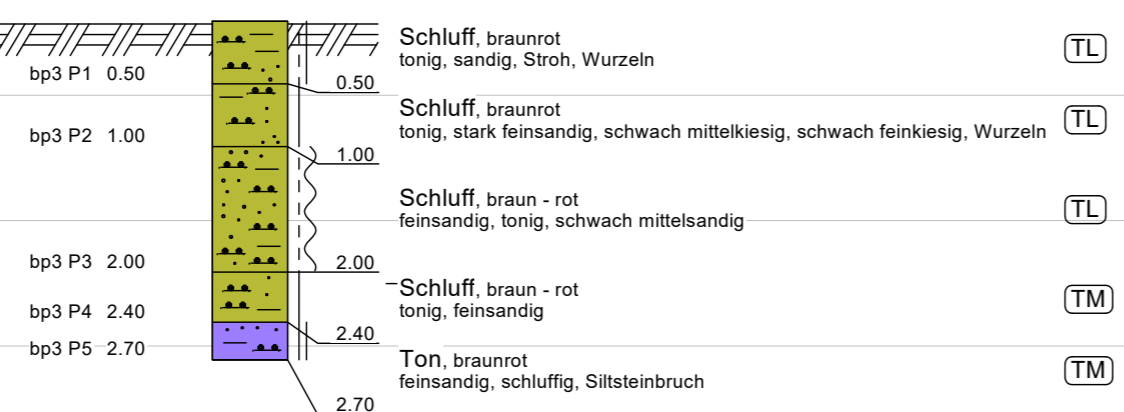 Schluff, braunrot
tonig, sandig, Stroh, Wurzeln
TL
bp3 P1 0.50
0.50
Schluff, braunrot
tonig, stark feinsandig, schwach mittelkiesig, schwach feinkiesig, Wurzeln
TL
bp3 P2 1.00
1.00
Schluff, braun - rot
feinsandig, tonig, schwach mittelsandig
TL
bp3 P3 2.00
2.00
Schluff, braun - rot
tonig, feinsandig
TM
bp3 P4 2.40
2.40
bp3 P5 2.70
Ton, braunrot
feinsandig, schluffig, Siltsteinbruch
TM
2.70